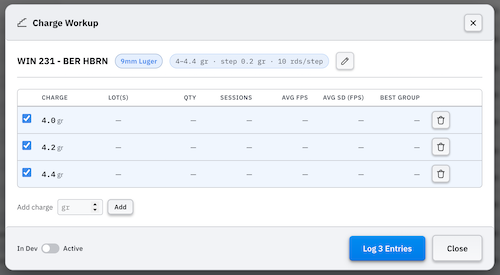 Charge Workup
WIN 231 - BER HBRN 9mm Luger 4–4.4 gr · step 0.2 gr · 10 rds/step
CHARGE LOT(S) QTY SESSIONS AVG FPS AVG SD (FPS) BEST GROUP
4.0 gr — — — — — —
4.2 gr — — — — — —
4.4 gr — — — — — —
Add charge gr Add
In Dev Active Log 3 Entries Close